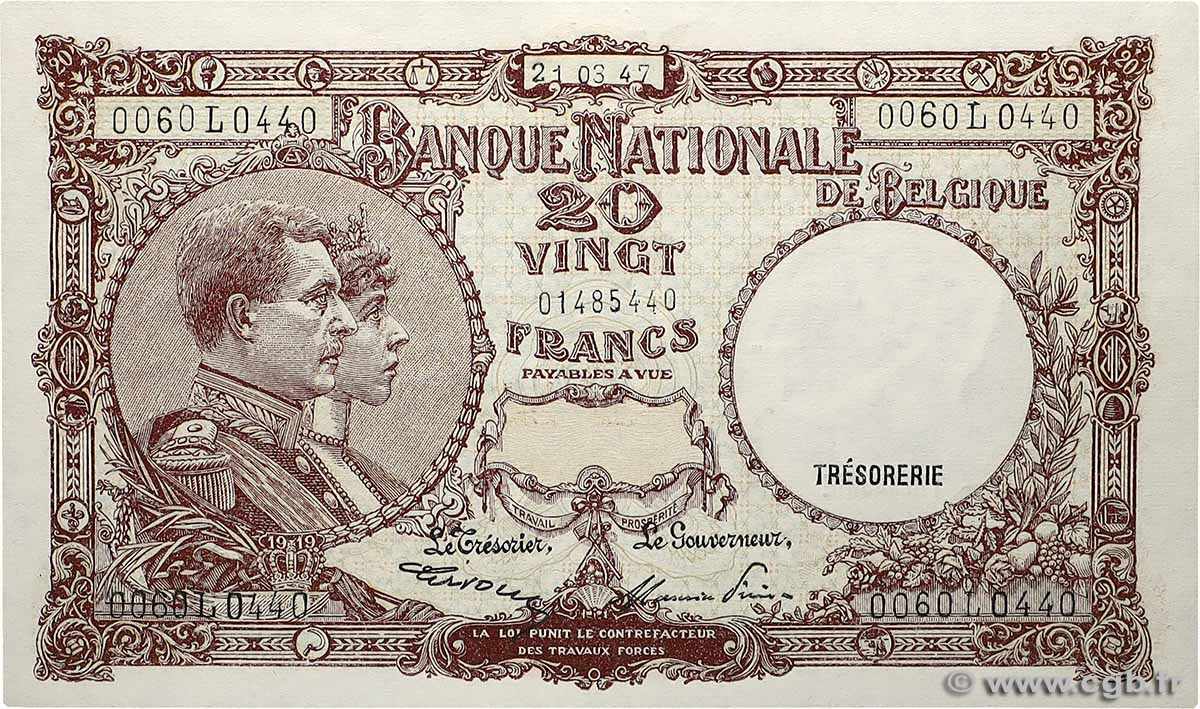 21 03 47
0060 L 0440
0060 L 0440
BANQUE NATIONALE
DE BELGIQUE
20
VINGT
01485440
FRANCS
PAYABLES A VUE
TRÉSORERIE
TRAVAIL PROSPÉRITÉ
Le Trésorier,
Le Gouverneur,
1919
0060 L 0440
0060 L 0440
LA LOI PUNIT LE CONTREFACTEUR
DES TRAVAUX FORCÉS
© www.cgb.fr